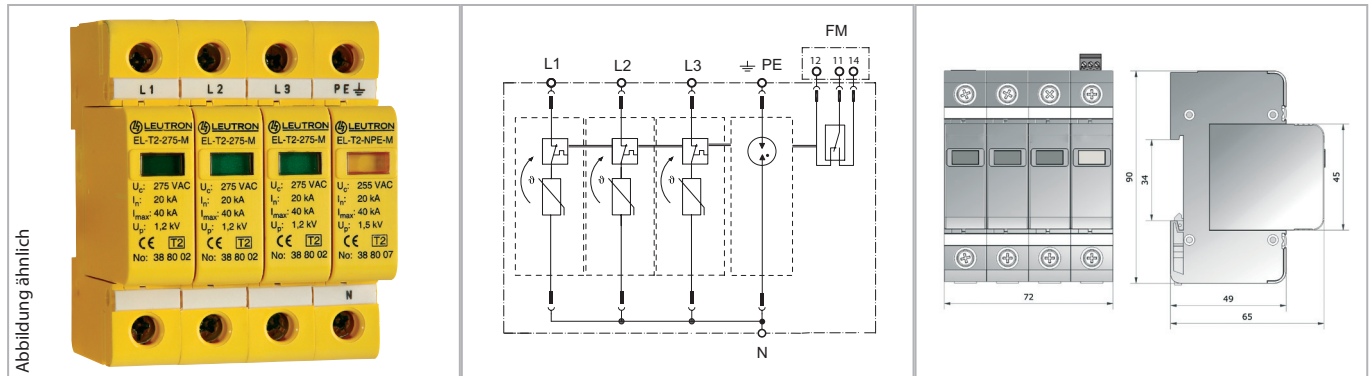 Abbildung ähnlich
L1 L2 L3 PE
LEUTRON LEUTRON LEUTRON LEUTRON
EL-T2-275-M EL-T2-275-M EL-T2-275-M EL-T2-NPE-M
Uc: 275 VAC Uc: 275 VAC Uc: 275 VAC Uc: 255 VAC
In: 20 kA In: 20 kA In: 20 kA In: 20 kA
Imax: 40 kA Imax: 40 kA Imax: 40 kA Imax: 40 kA
Up: 1,2 kV Up: 1,2 kV Up: 1,2 kV Up: 1,5 kV
CE T2 CE T2 CE T2 CE T2
No: 38 80 02 No: 38 80 02 No: 38 80 02 No: 38 80 07
N
FM
12 11 14
L1 L2 L3 PE
ϑ ϑ ϑ
N
90
34
45
72
49
65